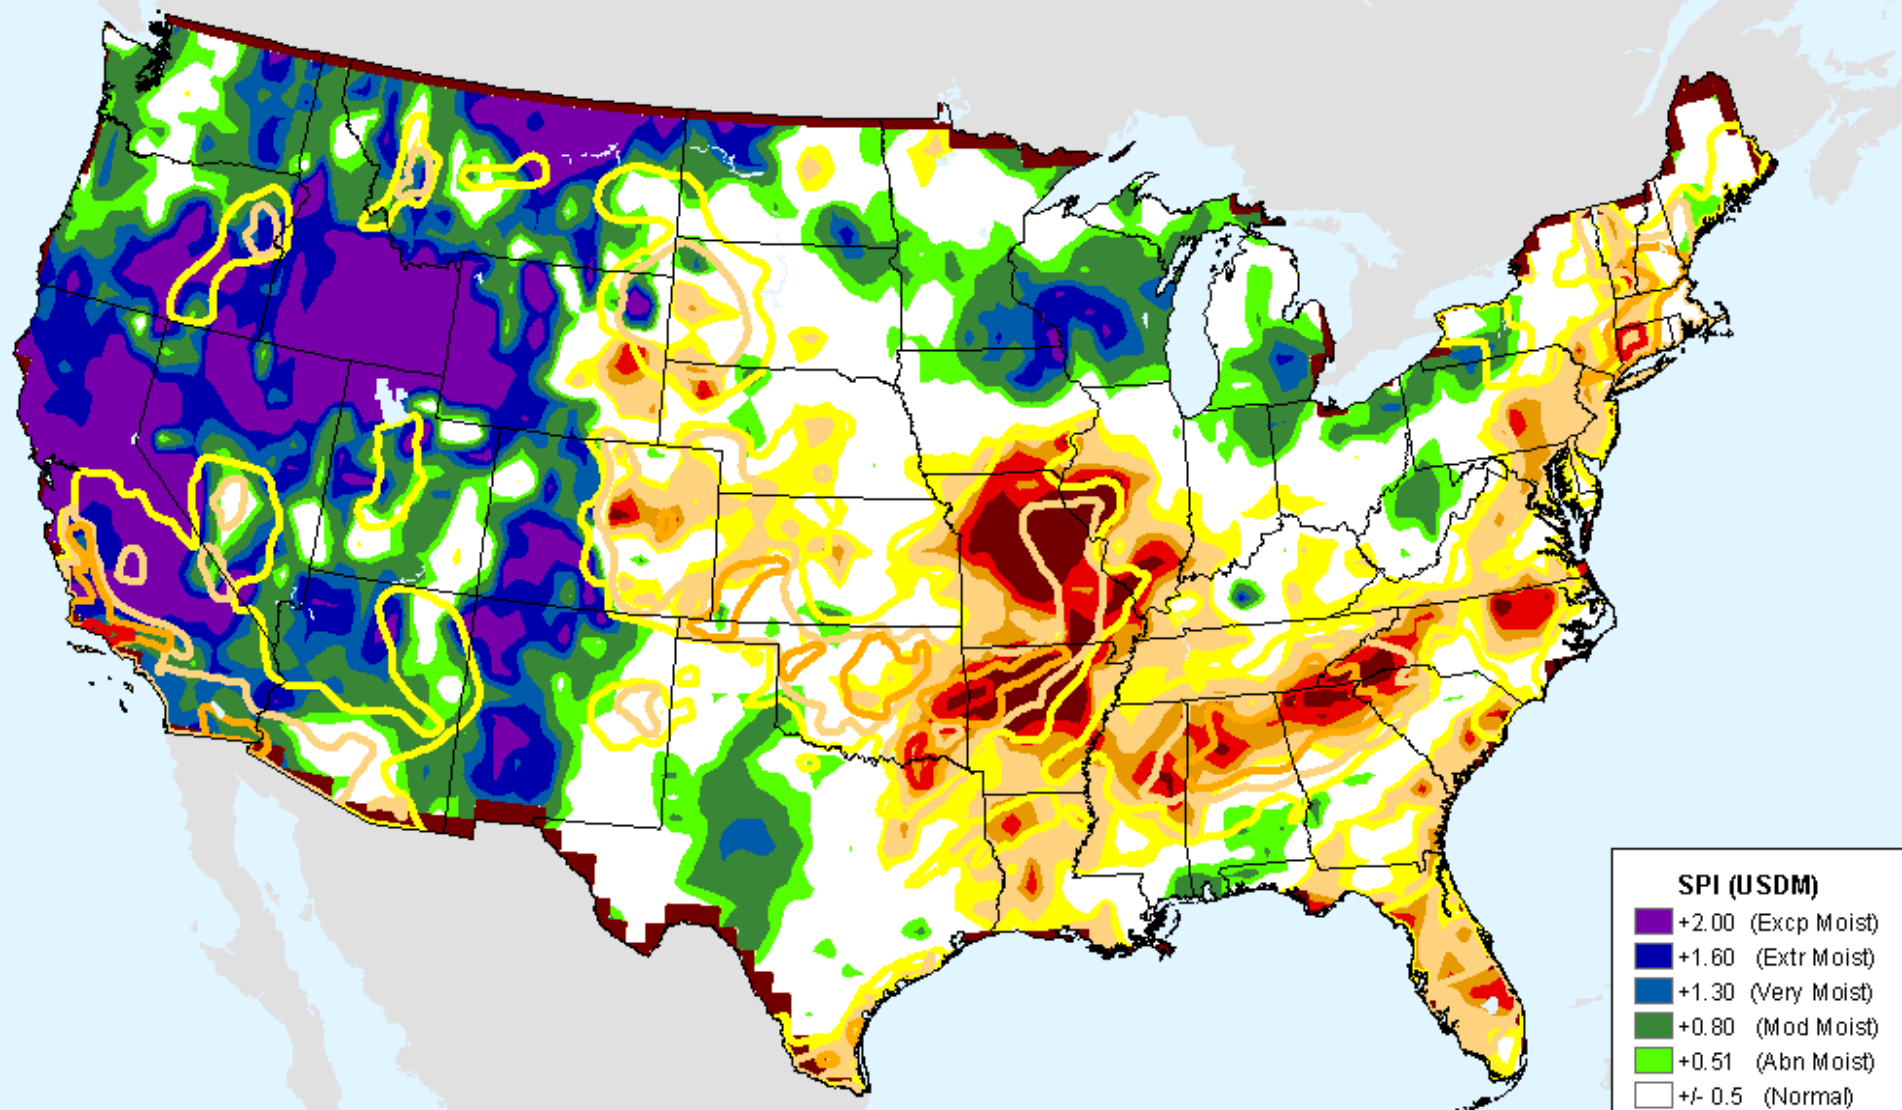 SPI (USDM)
+2.00 (Excp Moist)
+1.60 (Extr Moist)
+1.30 (Very Moist)
+0.80 (Mod Moist)
+0.51 (Abn Moist)
+/- 0.5 (Normal)